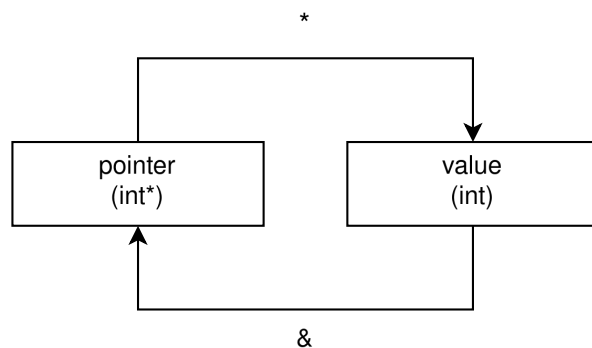 *
pointer
(int*)
value
(int)
&